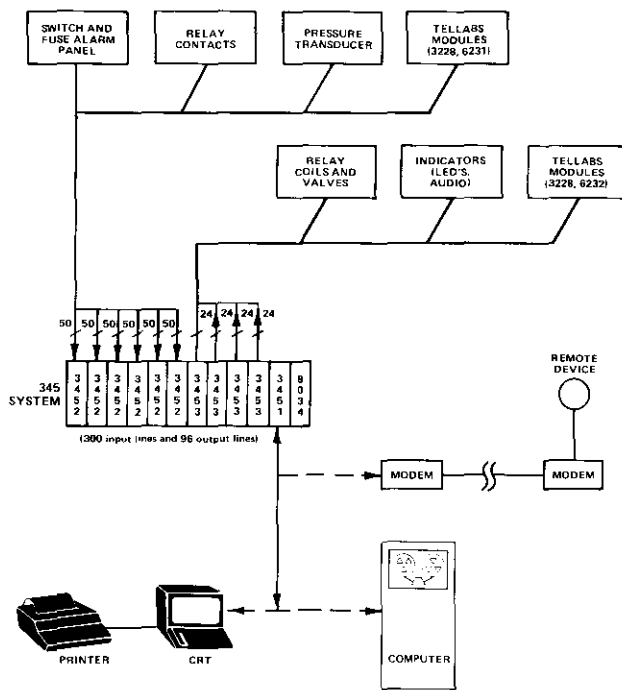 SWITCH AND
FUSE ALARM
PANEL
RELAY
CONTACTS
PRESSURE
TRANSDUCER
TELLABS
MODULES
(3228, 6231)
RELAY
COILS AND
VALVES
INDICATORS
(LED'S,
AUDIO)
TELLABS
MODULES
(3228, 6232)
50 50 50 50 50 50 24 24 24 24
345
SYSTEM
3452 3452 3452 3452 3452 3452 3453 3453 3453 3453 3451 8034
(300 input lines and 96 output lines)
REMOTE
DEVICE
MODEM
MODEM
PRINTER
CRT
COMPUTER